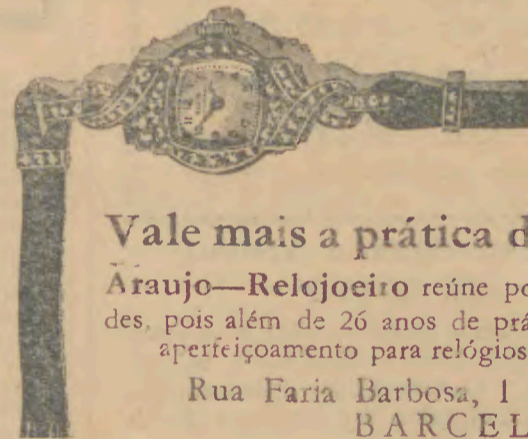 Vale mais a prática d
Araujo—Relojoeiro reúne po
des, pois além de 26 anos de prá
aperfeiçoamento para relógios
Rua Faria Barbosa, 1
BARCEL